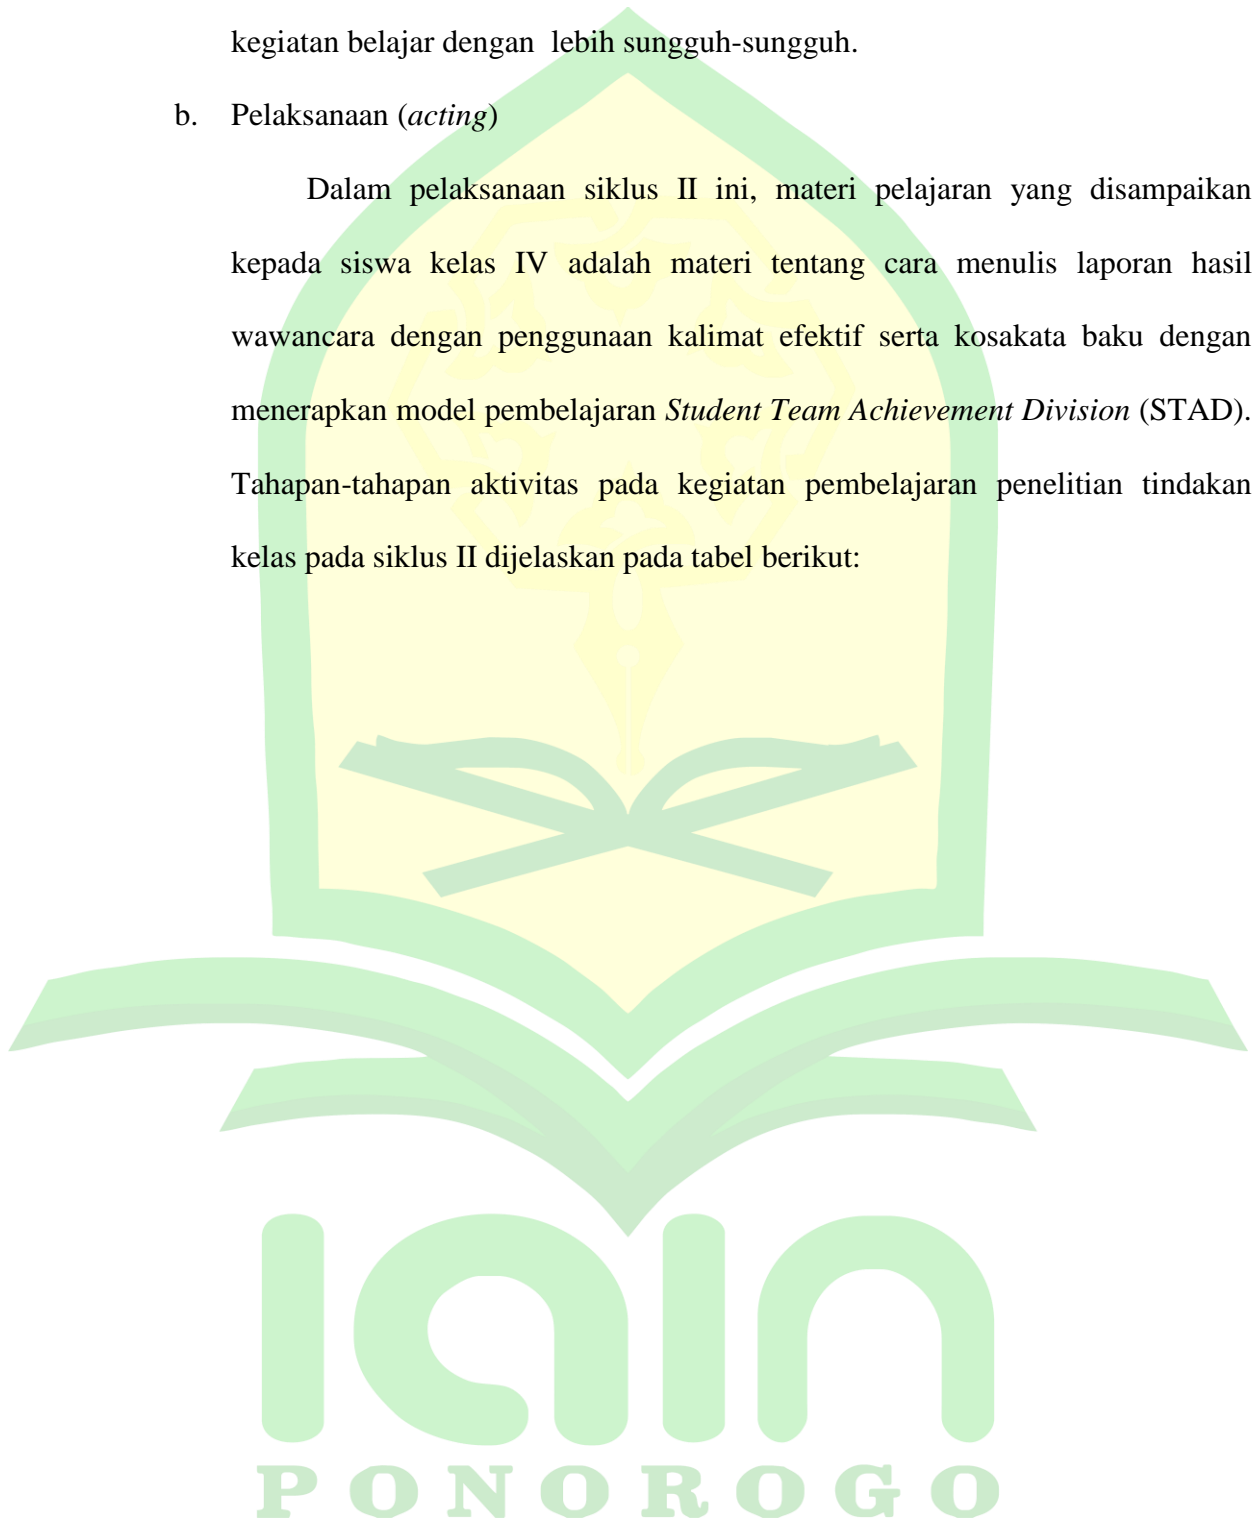 kegiatan belajar dengan lebih sungguh-sungguh.
b. Pelaksanaan (acting)
Dalam pelaksanaan siklus II ini, materi pelajaran yang disampaikan
kepada siswa kelas IV adalah materi tentang cara menulis laporan hasil
wawancara dengan penggunaan kalimat efektif serta kosakata baku dengan
menerapkan model pembelajaran Student Team Achievement Division (STAD).
Tahapan-tahapan aktivitas pada kegiatan pembelajaran penelitian tindakan
kelas pada siklus II dijelaskan pada tabel berikut:
iain
PONOROGO